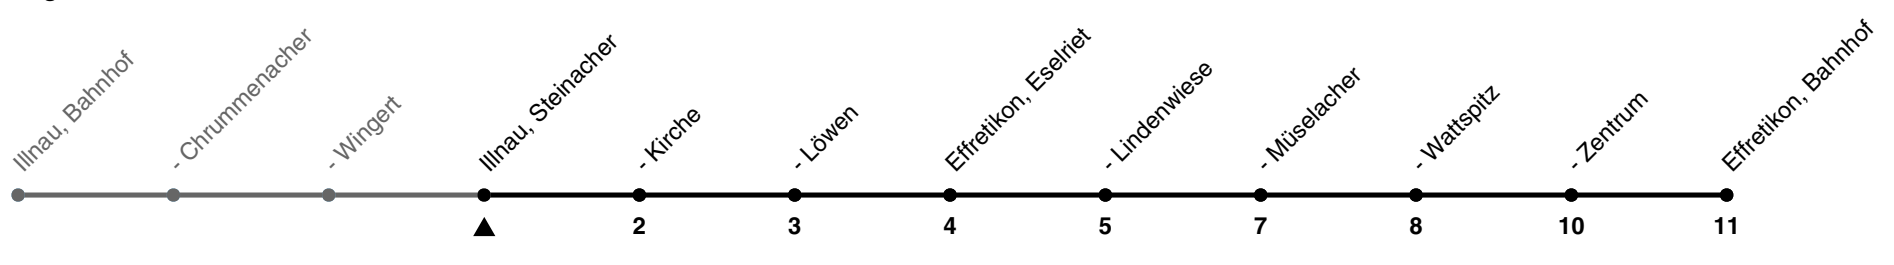 Illnau, Bahnhof
- Chrummenacher
- Wingert
Illnau, Steinacher
- Kirche
- Löwen
Effretikon, Eselriet
- Lindenwiese
- Müselacher
- Wattspitz
- Zentrum
Effretikon, Bahnhof
2 3 4 5 7 8 10 11